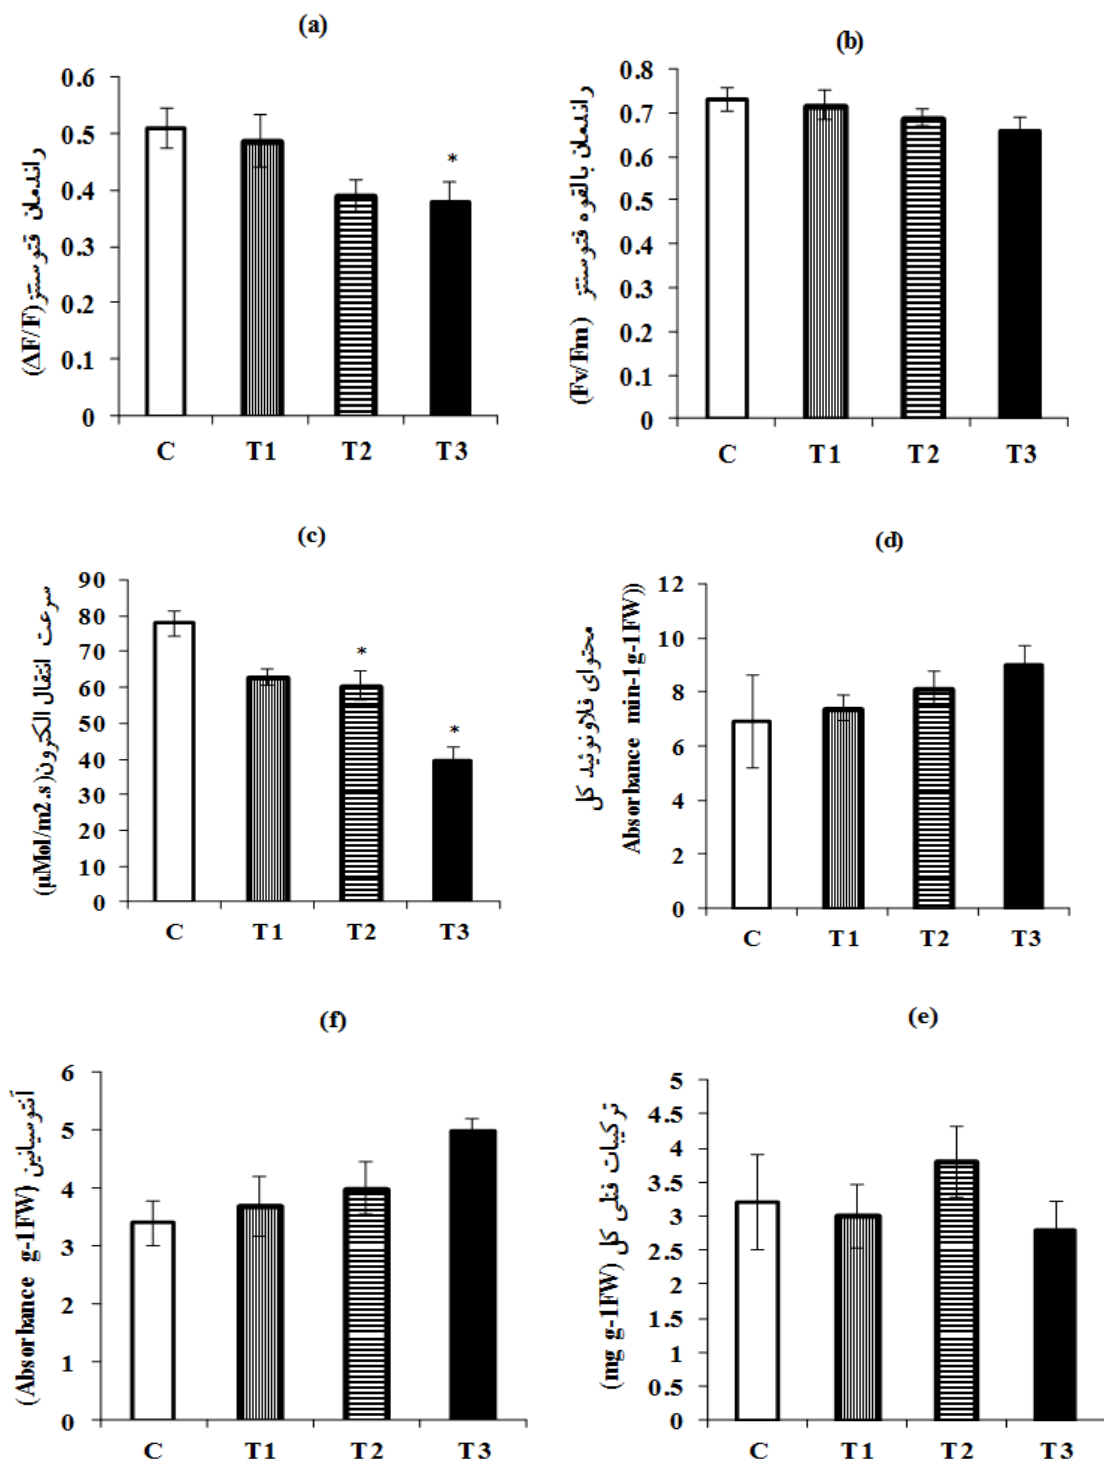 (a)
راندمان فتوسنتز(ΔF/F)
0.6
0.5
0.4
0.3
0.2
0.1
0
*
C T1 T2 T3
(b)
راندمان بالقوه فتوسنتز (Fv/Fm)
0.8
0.7
0.6
0.5
0.4
0.3
0.2
0.1
0
C T1 T2 T3
(c)
سرعت انتقال الکترون(µMol/m2.s)
90
80
70
60
50
40
30
20
10
0
*
*
C T1 T2 T3
(d)
محتوای فلاونوئید کل
Absorbance min-1g-1FW))
12
10
8
6
4
2
0
C T1 T2 T3
(f)
آنتوسیانین (Absorbance g-1FW)
6
5
4
3
2
1
0
C T1 T2 T3
(e)
ترکیبات فنلی کل (mg g-1FW)
5
4.5
4
3.5
3
2.5
2
1.5
1
0.5
0
C T1 T2 T3